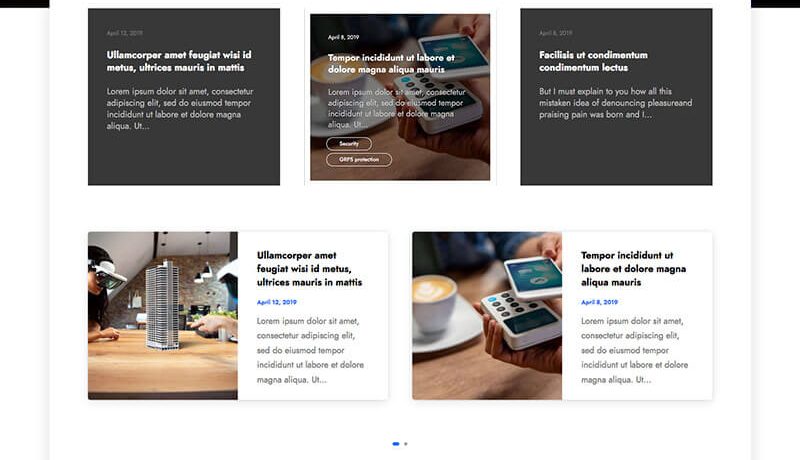 April 12, 2019
Ullamcorper amet feugiat wisi id
metus, ultrices mauris in mattis
Lorem ipsum dolor sit amet, consectetur
adipiscing elit, sed do eiusmod tempor
incididunt ut labore et dolore magna
aliqua. Ut...
April 8, 2019
Tempor incididunt ut labore et
dolore magna aliqua mauris
Lorem ipsum dolor sit amet, consectetur
adipiscing elit, sed do eiusmod tempor
incididunt ut labore et dolore magna
aliqua. Ut...
Security
GRFS protection
April 8, 2019
Facilisis ut condimentum
condimentum lectus
But I must explain to you how all this
mistaken idea of denouncing pleasureand
praising pain was born and I...
Ullamcorper amet
feugiat wisi id metus,
ultrices mauris in mattis
April 12, 2019
Lorem ipsum dolor sit amet,
consectetur adipiscing elit,
sed do eiusmod tempor
incididunt ut labore et dolore
magna aliqua. Ut...
Tempor incididunt ut
labore et dolore magna
aliqua mauris
April 8, 2019
Lorem ipsum dolor sit amet,
consectetur adipiscing elit,
sed do eiusmod tempor
incididunt ut labore et dolore
magna aliqua. Ut...